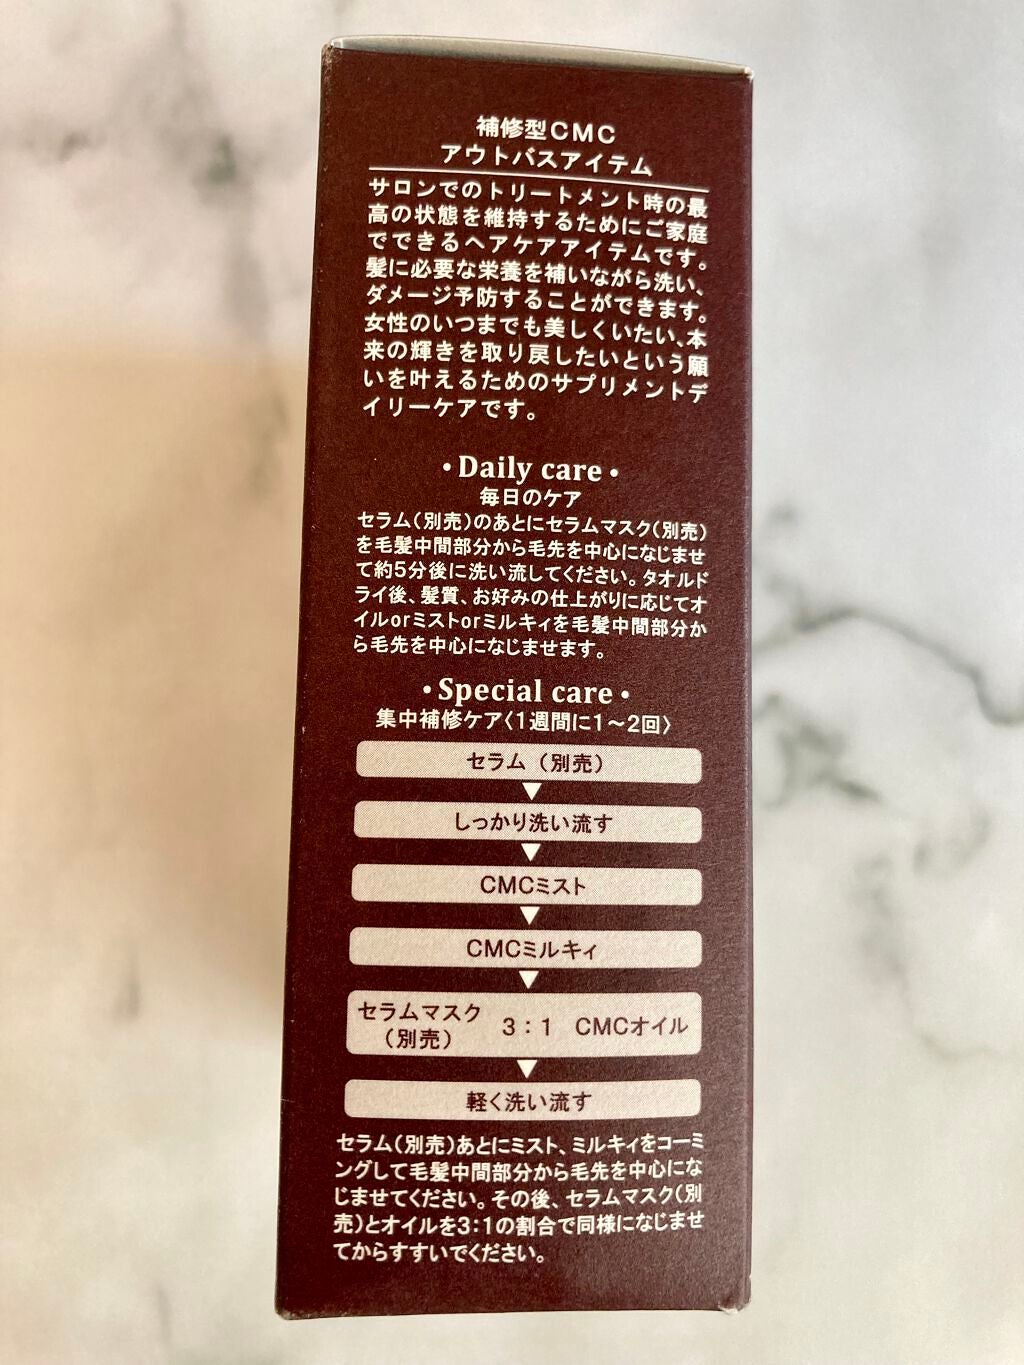 補修型CMC
アウトバスアイテム
サロンでのトリートメント時の最
高の状態を維持するためにご家庭
でできるヘアケアアイテムです。
髪に必要な栄養を補いながら洗い、
ダメージ予防することができます。
女性のいつまでも美しくいたい、本
来の輝きを取り戻したいという願
いを叶えるためのサプリメントデ
イリーケアです。
・Daily care・
毎日のケア
セラム(別売)のあとにセラムマスク(別売)
を毛髪中間部分から毛先を中心になじませ
て約5分後に洗い流してください。タオルド
ライ後、髪質、お好みの仕上がりに応じてオ
イルorミストorミルキィを毛髪中間部分か
ら毛先を中心になじませます。
・Special care・
集中補修ケア〈1週間に1〜2回〉
セラム(別売)
▼
しっかり洗い流す
▼
CMCミスト
▼
CMCミルキィ
▼
セラムマスク
(別売)
3:1 CMCオイル
▼
軽く洗い流す
セラム(別売)あとにミスト、ミルキィをコーミ
ングして毛髪中間部分から毛先を中心にな
じませてください。その後、セラムマスク(別
売)とオイルを3:1の割合で同様になじませ
てからすすいでください。